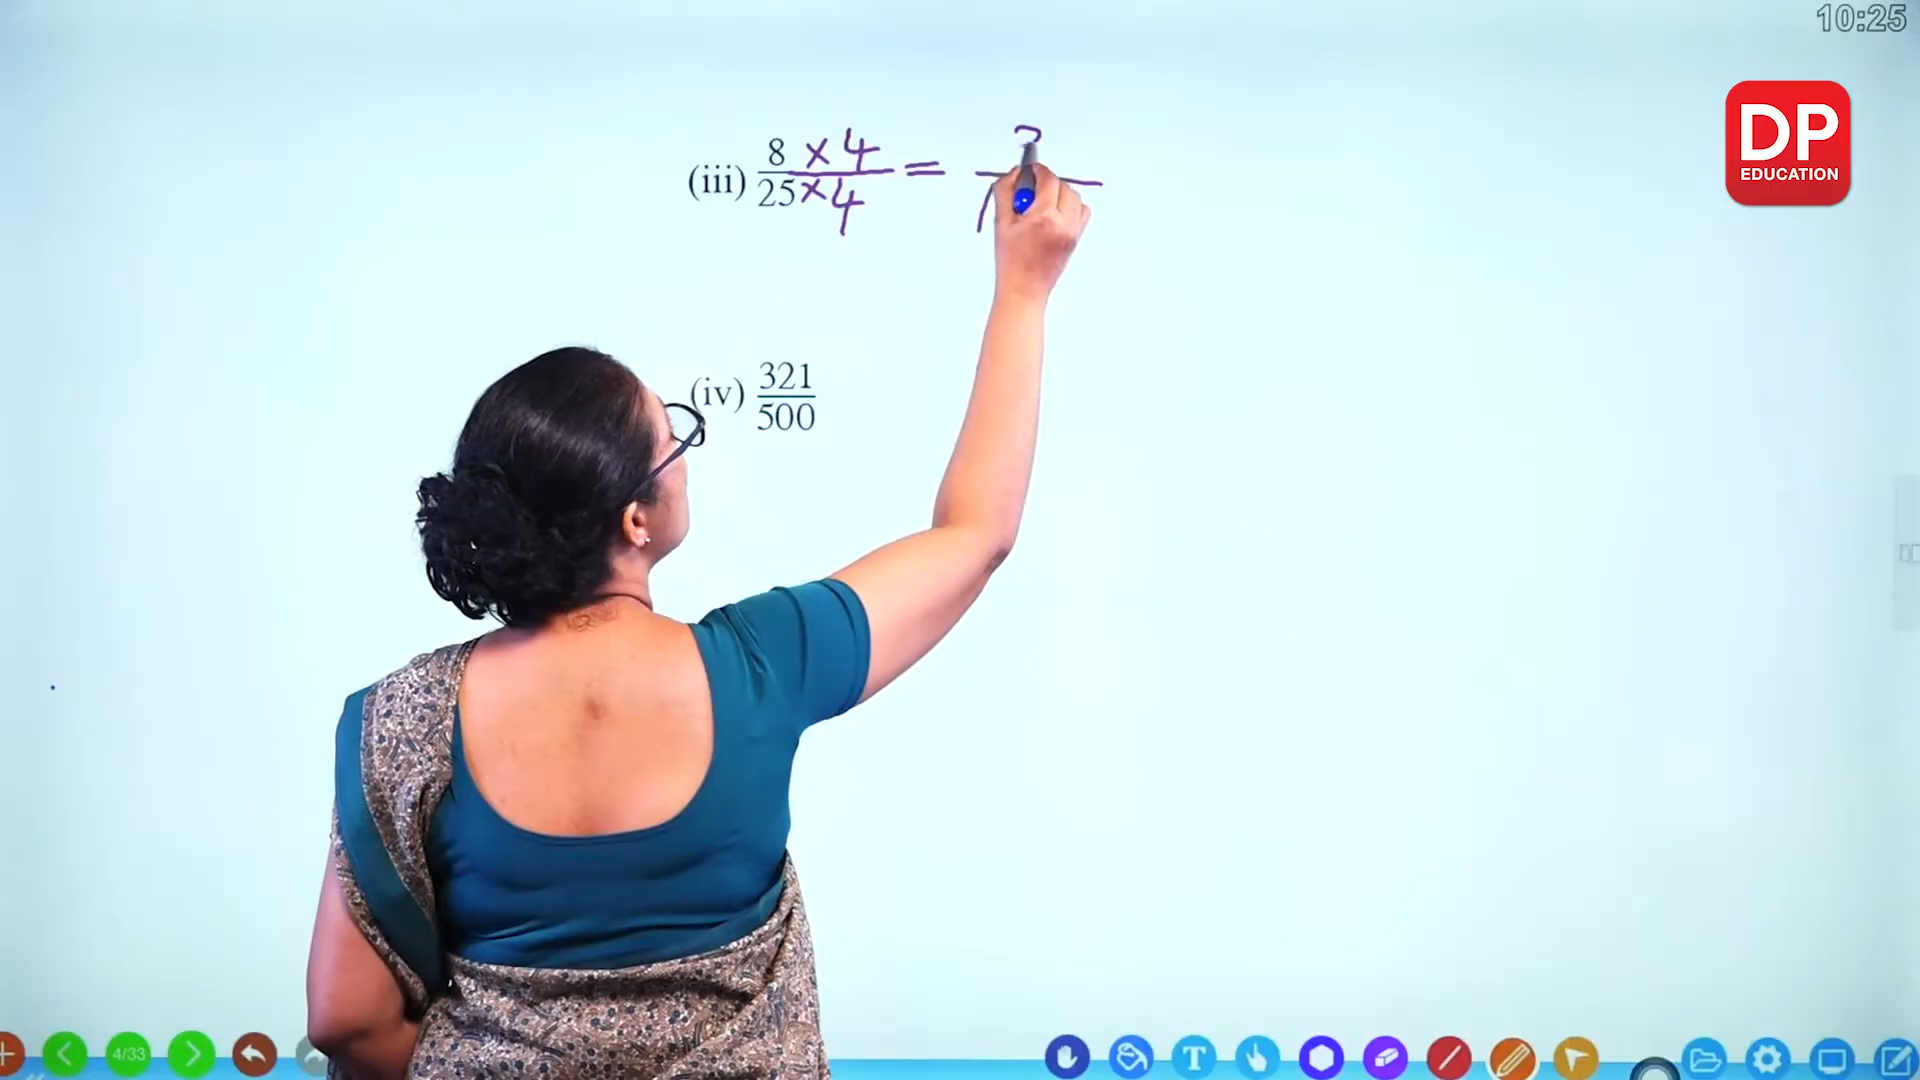 10:25
DP
EDUCATION
(iii) 8/25 × 4/× 4 =
(iv) 321/500
4/33
T